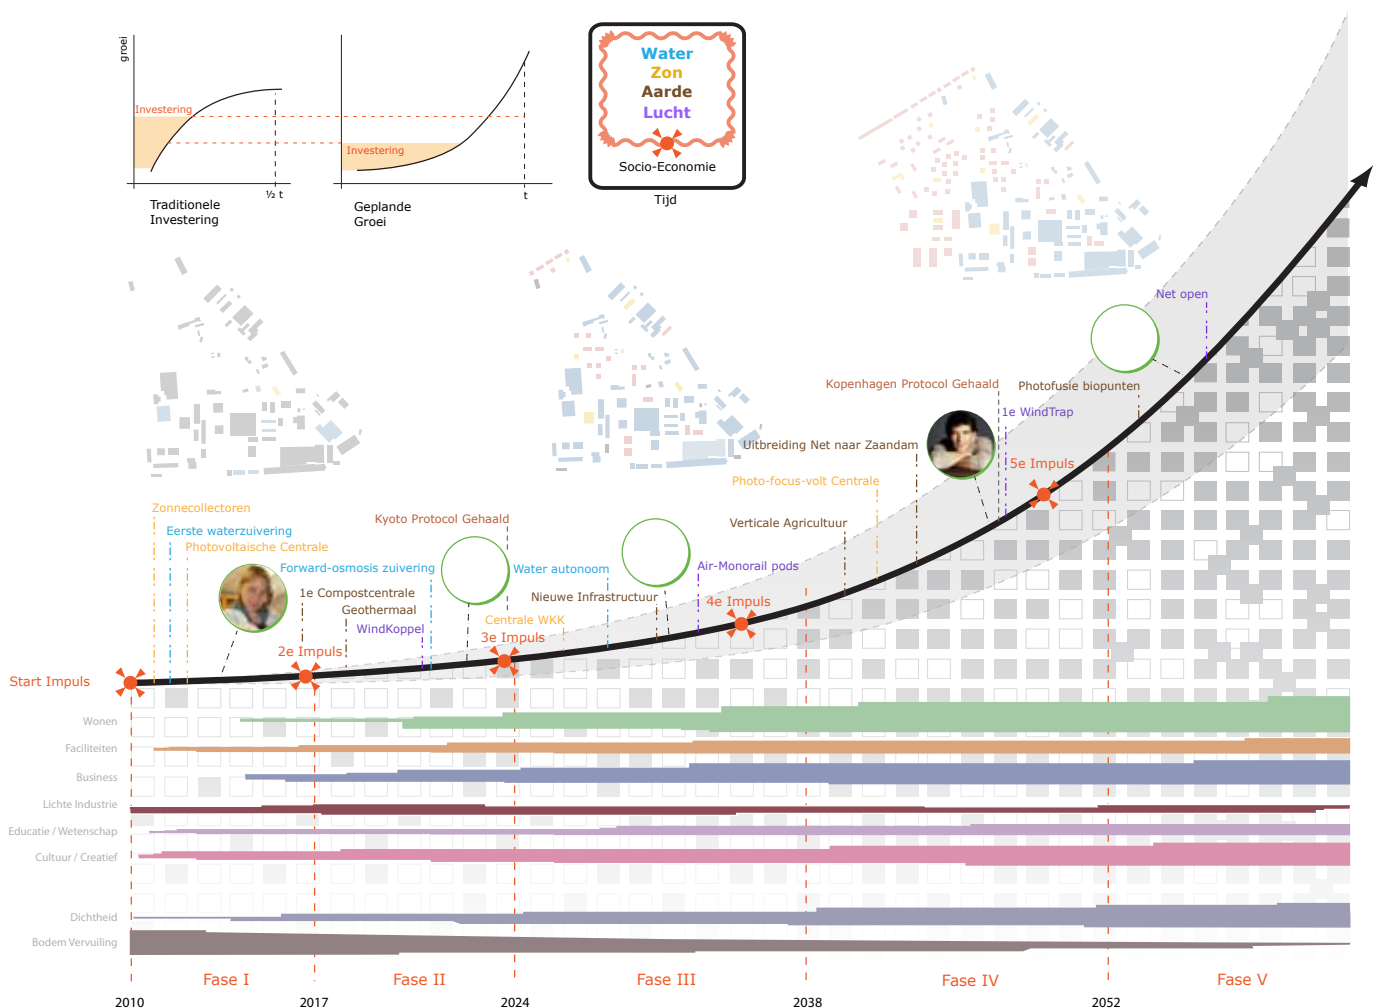 groei
Investering
Investering
½ t
t
Traditionele
Investering
Geplande
Groei
Water
Zon
Aarde
Lucht
Socio-Economie
Tijd
Net open
Kopenhagen Protocol Gehaald
Photofusie biopunten
1e WindTrap
Uitbreiding Net naar Zaandam
5e Impuls
Photo-focus-volt Centrale
Verticale Agricultuur
Zonnecollectoren
Eerste waterzuivering
Photovoltaische Centrale
Kyoto Protocol Gehaald
Forward-osmosis zuivering
Water autonoom
Air-Monorail pods
1e Compostcentrale
Nieuwe Infrastructuur
4e Impuls
Geothermaal
WindKoppel
Centrale WKK
3e Impuls
2e Impuls
Start Impuls
Wonen
Faciliteiten
Business
Lichte Industrie
Educatie / Wetenschap
Cultuur / Creatief
Dichtheid
Bodem Vervuiling
Fase I
Fase II
Fase III
Fase IV
Fase V
2010
2017
2024
2038
2052